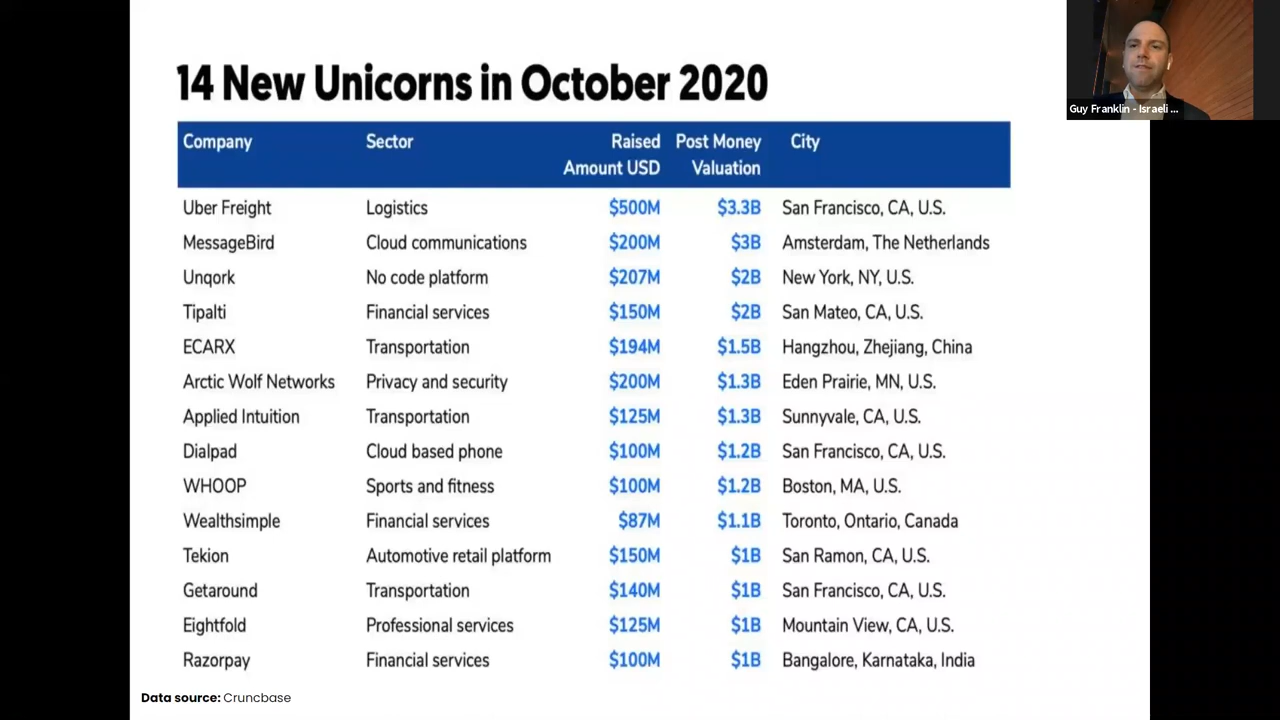 14 New Unicorns in October 2020
Company Sector Raised Amount USD Post Money Valuation City
Uber Freight Logistics $500M $3.3B San Francisco, CA, U.S.
MessageBird Cloud communications $200M $3B Amsterdam, The Netherlands
Unqork No code platform $207M $2B New York, NY, U.S.
Tipalti Financial services $150M $2B San Mateo, CA, U.S.
ECARX Transportation $194M $1.5B Hangzhou, Zhejiang, China
Arctic Wolf Networks Privacy and security $200M $1.3B Eden Prairie, MN, U.S.
Applied Intuition Transportation $125M $1.3B Sunnyvale, CA, U.S.
Dialpad Cloud based phone $100M $1.2B San Francisco, CA, U.S.
WHOOP Sports and fitness $100M $1.2B Boston, MA, U.S.
Wealthsimple Financial services $87M $1.1B Toronto, Ontario, Canada
Tekion Automotive retail platform $150M $1B San Ramon, CA, U.S.
Getaround Transportation $140M $1B San Francisco, CA, U.S.
Eightfold Professional services $125M $1B Mountain View, CA, U.S.
Razorpay Financial services $100M $1B Bangalore, Karnataka, India
Data source: Cruncbase
Guy Franklin - Israeli ...